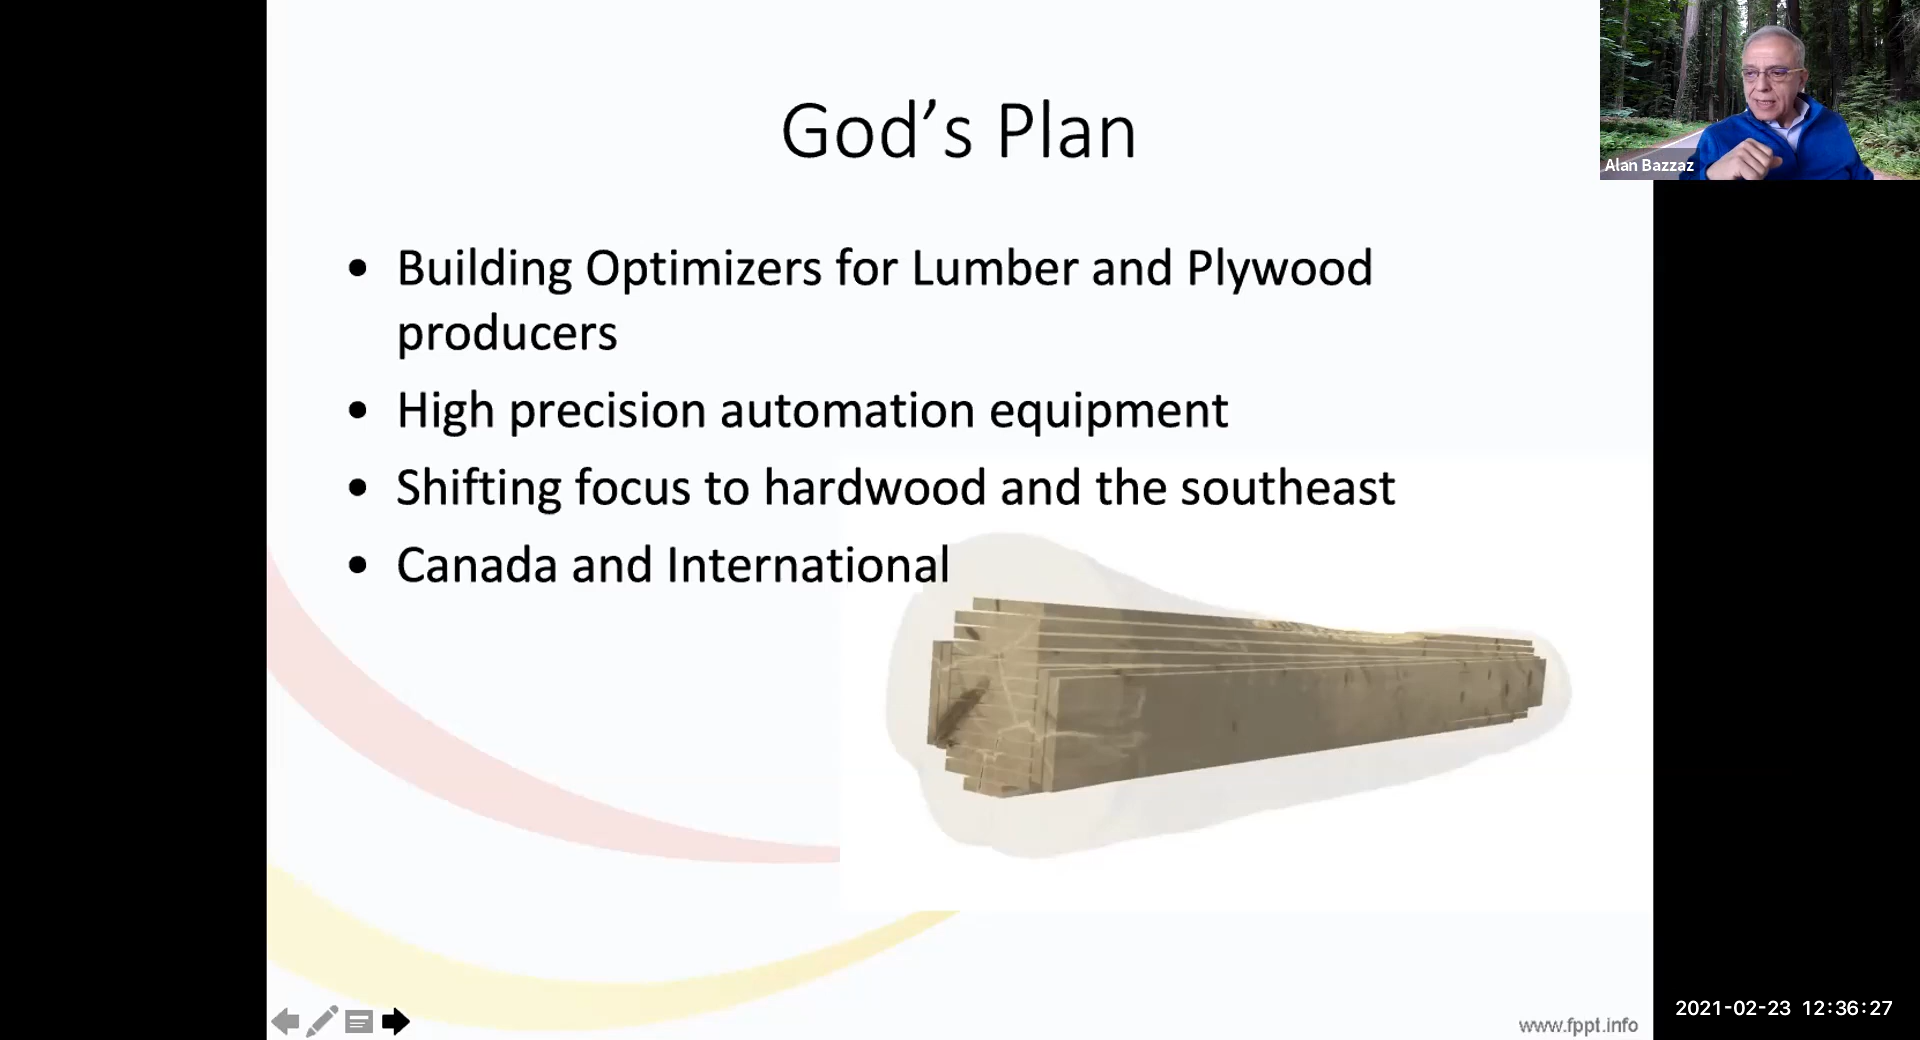 God’s Plan
• Building Optimizers for Lumber and Plywood
producers
• High precision automation equipment
• Shifting focus to hardwood and the southeast
• Canada and International
Alan Bazzaz
www.fppt.info
2021-02-23 12:36:27